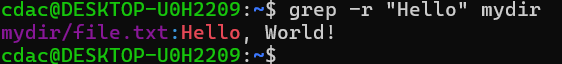 cdac@DESKTOP-U0H2209:~$ grep -r "Hello" mydir
mydir/file.txt:Hello, World!
cdac@DESKTOP-U0H2209:~$